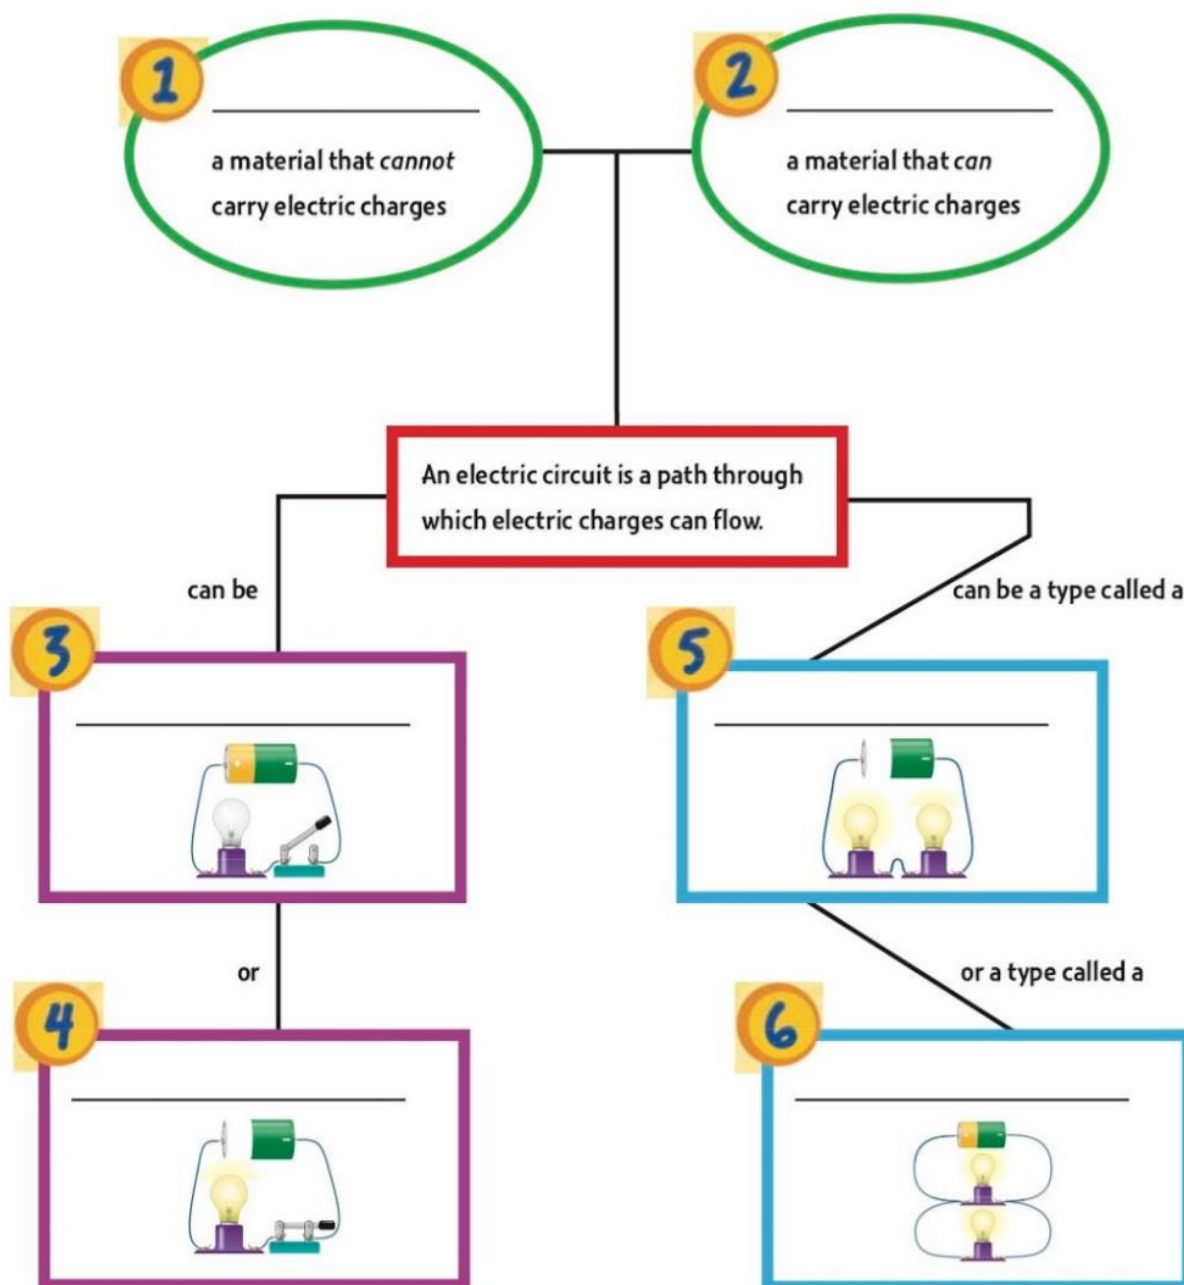 1
a material that cannot
carry electric charges
2
a material that can
carry electric charges
An electric circuit is a path through
which electric charges can flow.
can be
can be a type called a
3
+ -
5
-
or
or a type called a
4
-
6
+ -